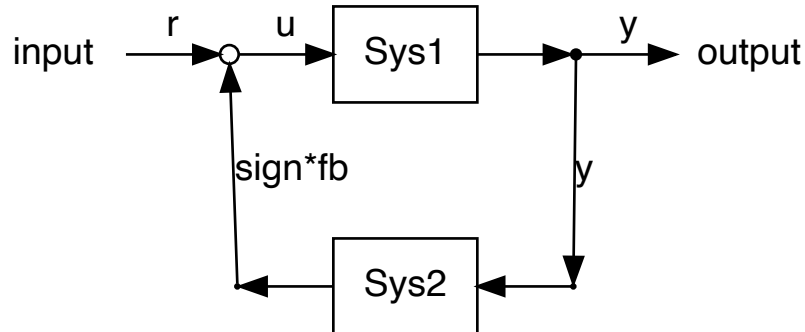 r
u
y
input
Sys1
output
sign*fb
y
Sys2